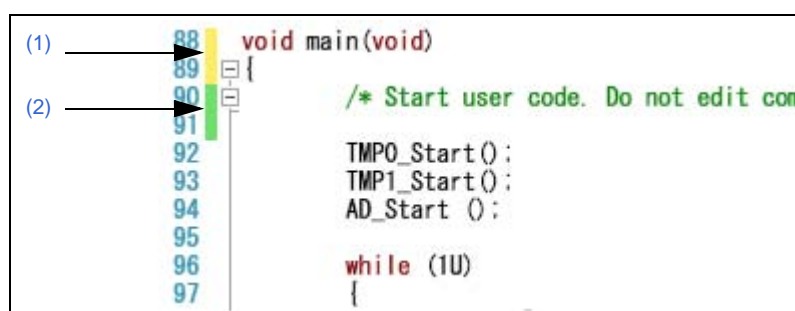 (1)
88 void main(void)
89 {
(2)
90 /* Start user code. Do not edit com
91
92 TMP0_Start();
93 TMP1_Start();
94 AD_Start ();
95
96 while (1U)
97 {